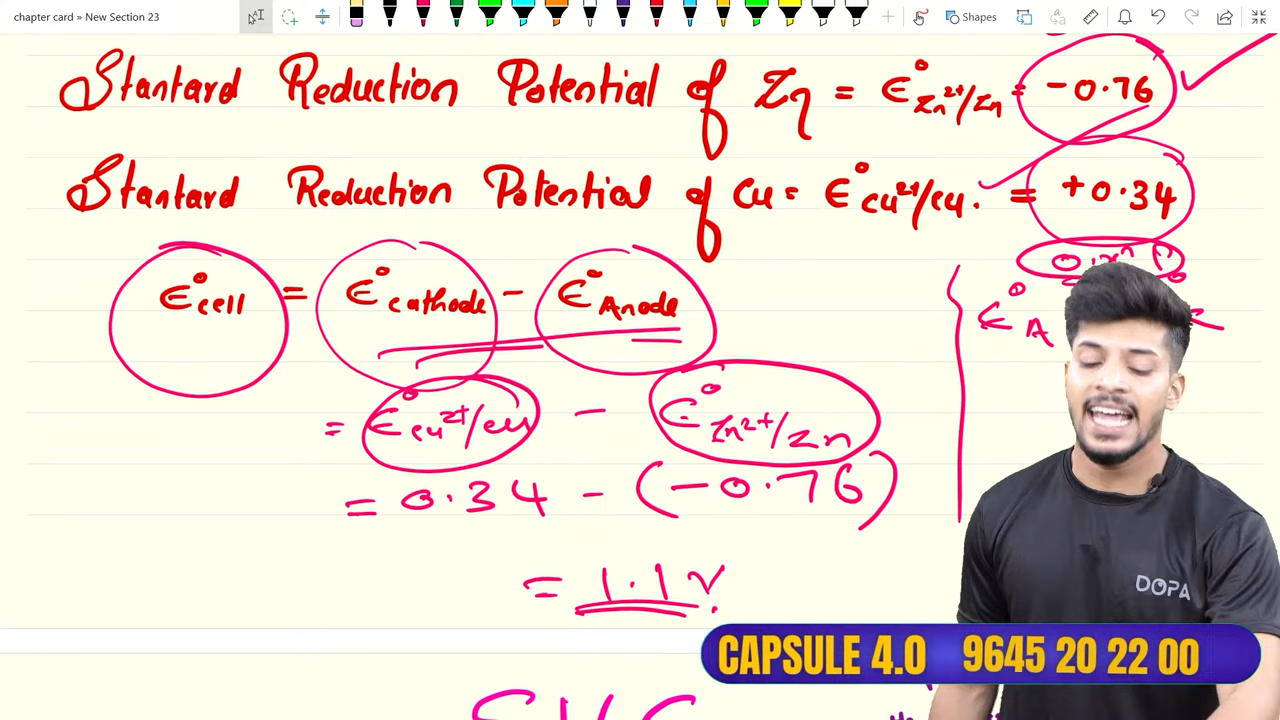 chapter card » New Section 23
Shapes
Standard Reduction Potential of Zn = E°Zn²⁺/Zn = -0.76
Standard Reduction Potential of Cu = E°Cu²⁺/Cu. = +0.34
E°cell = E°cathode - E°Anode
E° A
= E°Cu²⁺/Cu - E°Zn²⁺/Zn
= 0.34 - (-0.76)
= 1.1 V
DOPA
CAPSULE 4.0 9645 20 22 00